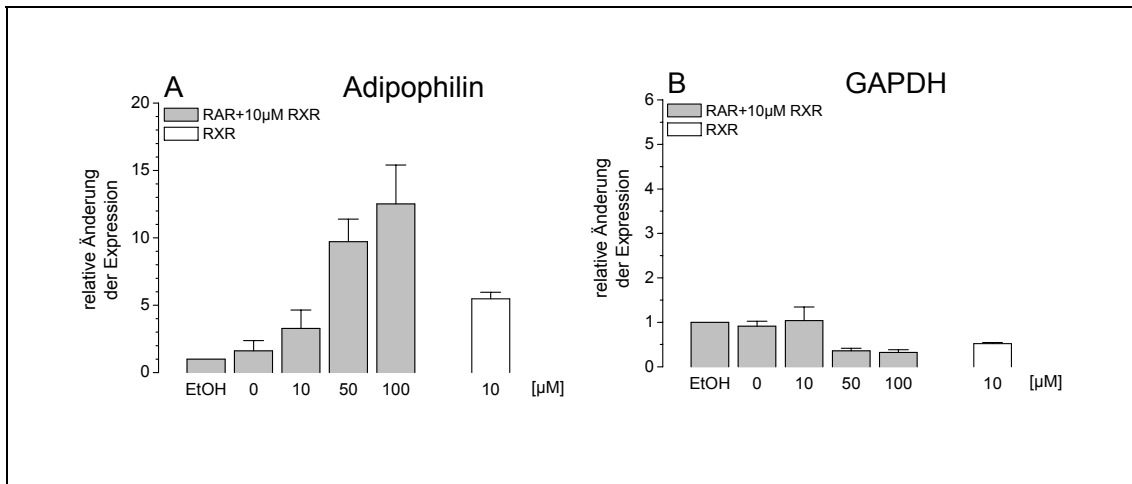 A Adipophilin
RAR+10µM RXR
RXR
relative Änderung
der Expression
20
15
10
5
0
EtOH 0 10 50 100 10 [µM]
B GAPDH
RAR+10µM RXR
RXR
relative Änderung
der Expression
6
5
4
3
2
1
0
EtOH 0 10 50 100 10 [µM]